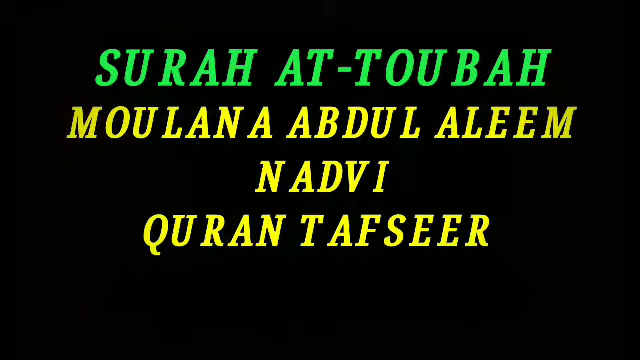 SURAH AT-TOUBAH
MOULANA ABDUL ALEEM
NADVI
QURAN TAFSEER